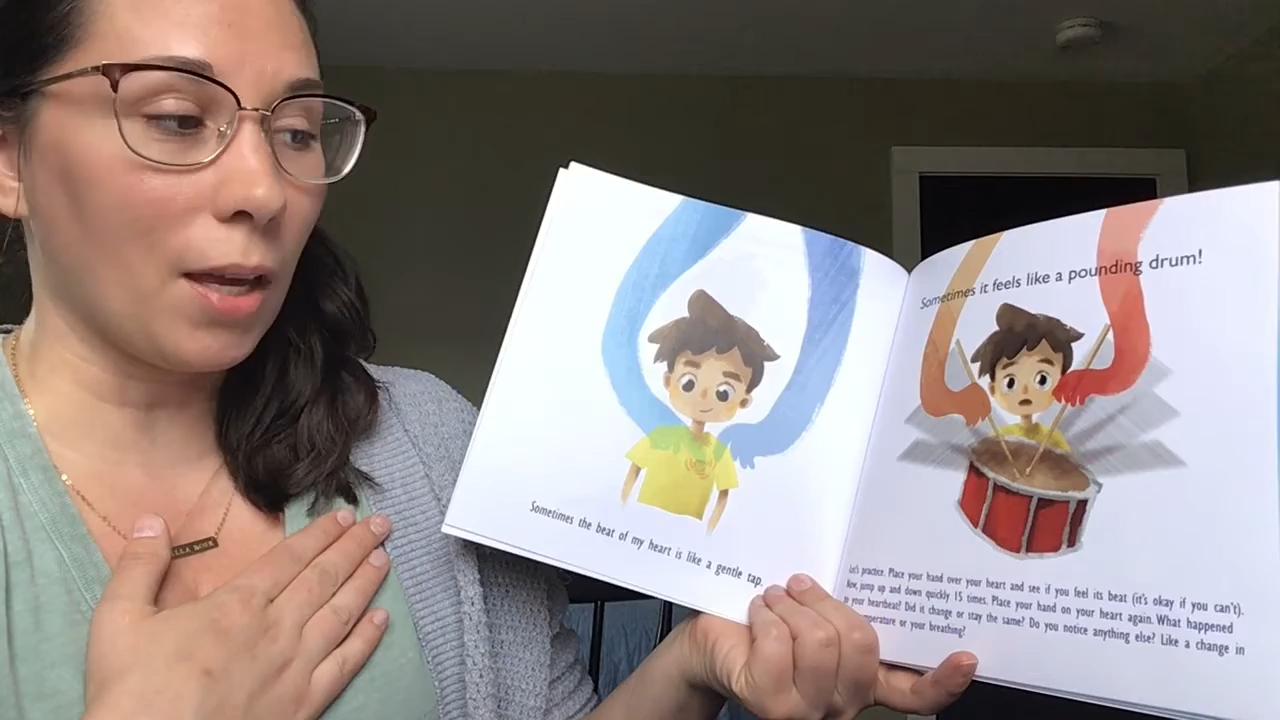 Sometimes the beat of my heart is like a gentle tap.
Sometimes it feels like a pounding drum!
Let's practice. Place your hand over your heart and see if you feel its beat (it's okay if you can't).
Now, jump up and down quickly 15 times. Place your hand on your heart again. What happened
to your heartbeat? Did it change or stay the same? Do you notice anything else? Like a change in
or your breathing?